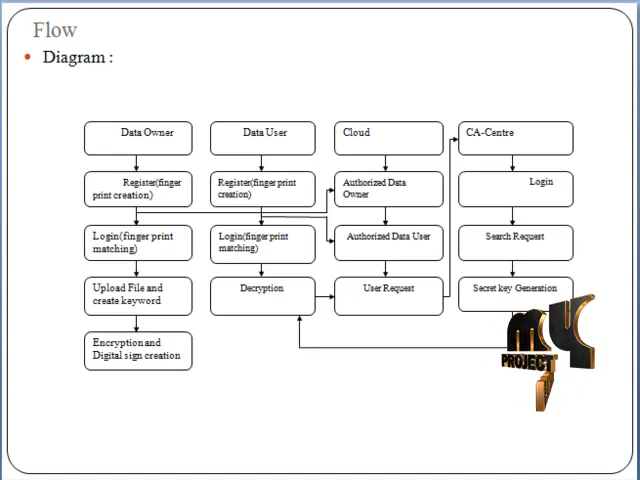 Flow
Diagram :
Data Owner
Data User
Cloud
CA-Centre
Register(finger
print creation)
Register(finger print
creation)
Authorized Data
Owner
Login
Login(finger print
matching)
Login(finger print
matching)
Authorized Data User
Search Request
Upload File and
create keyword
Decryption
User Request
Secret key Generation
Encryption and
Digital sign creation
PROJECT